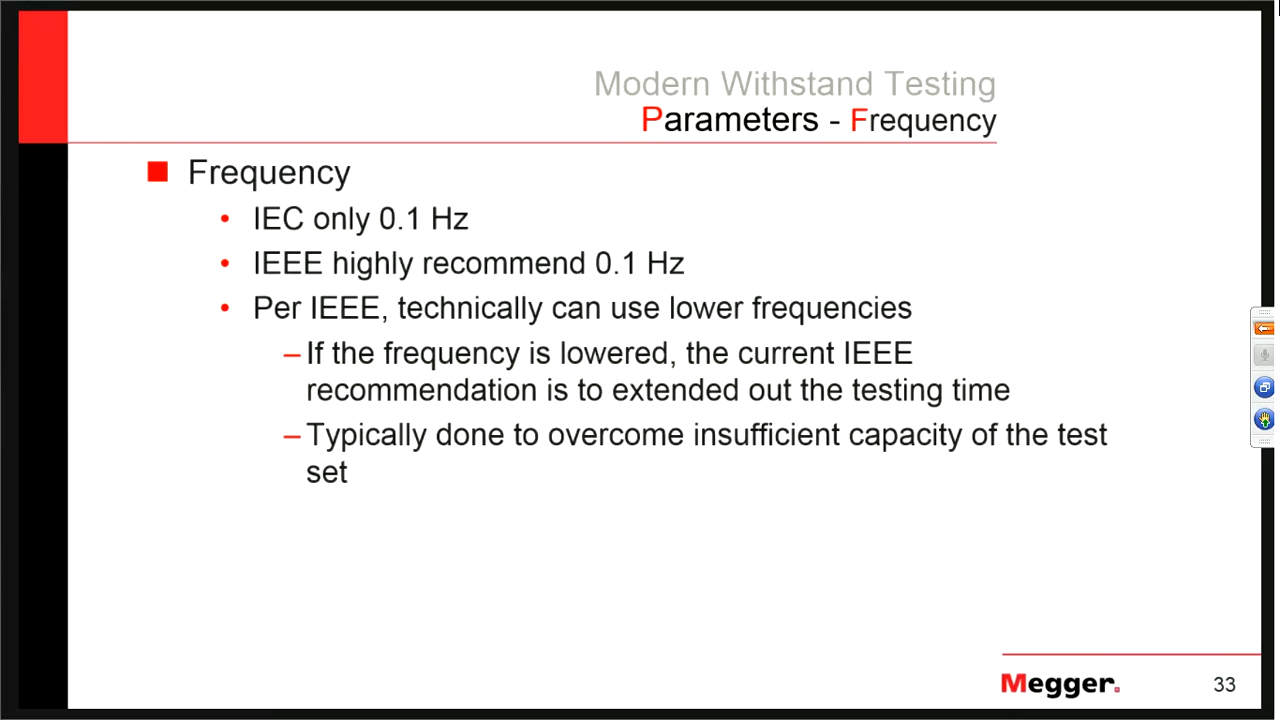 Modern Withstand Testing
Parameters - Frequency
Frequency
• IEC only 0.1 Hz
• IEEE highly recommend 0.1 Hz
• Per IEEE, technically can use lower frequencies
– If the frequency is lowered, the current IEEE
recommendation is to extended out the testing time
– Typically done to overcome insufficient capacity of the test
set
Megger.
33